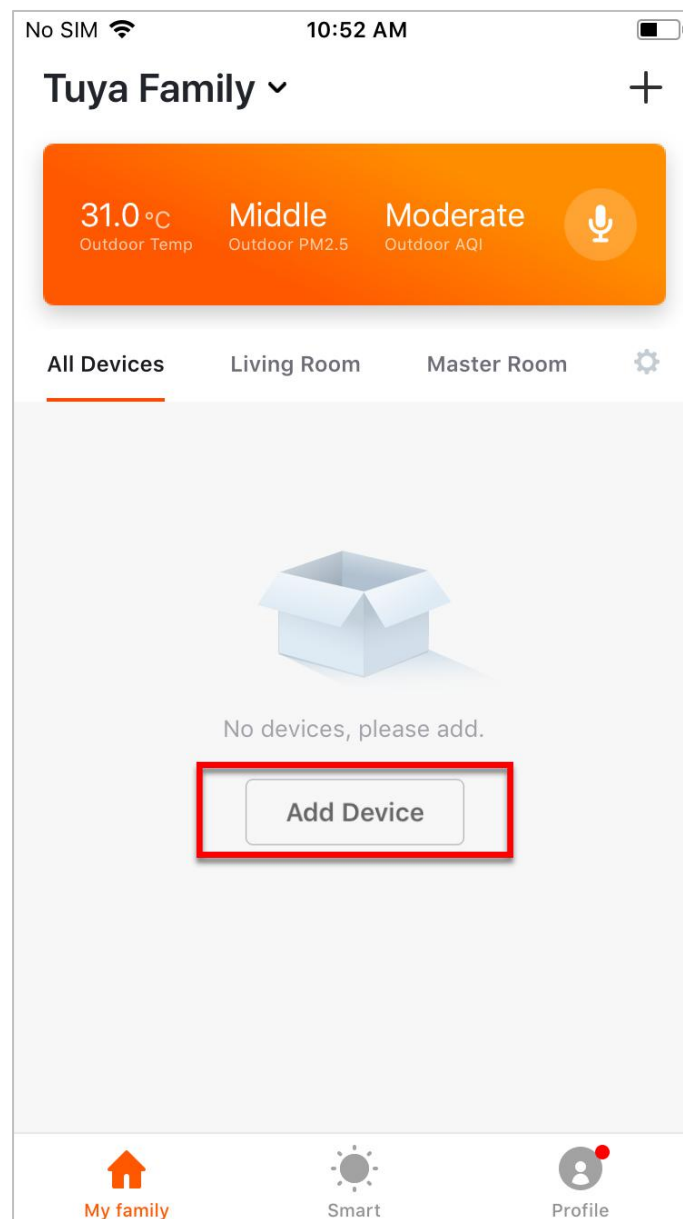 No SIM 10:52 AM
Tuya Family
31.0 °C Middle Moderate
Outdoor Temp Outdoor PM2.5 Outdoor AQI
All Devices Living Room Master Room
No devices, please add.
Add Device
My family Smart Profile